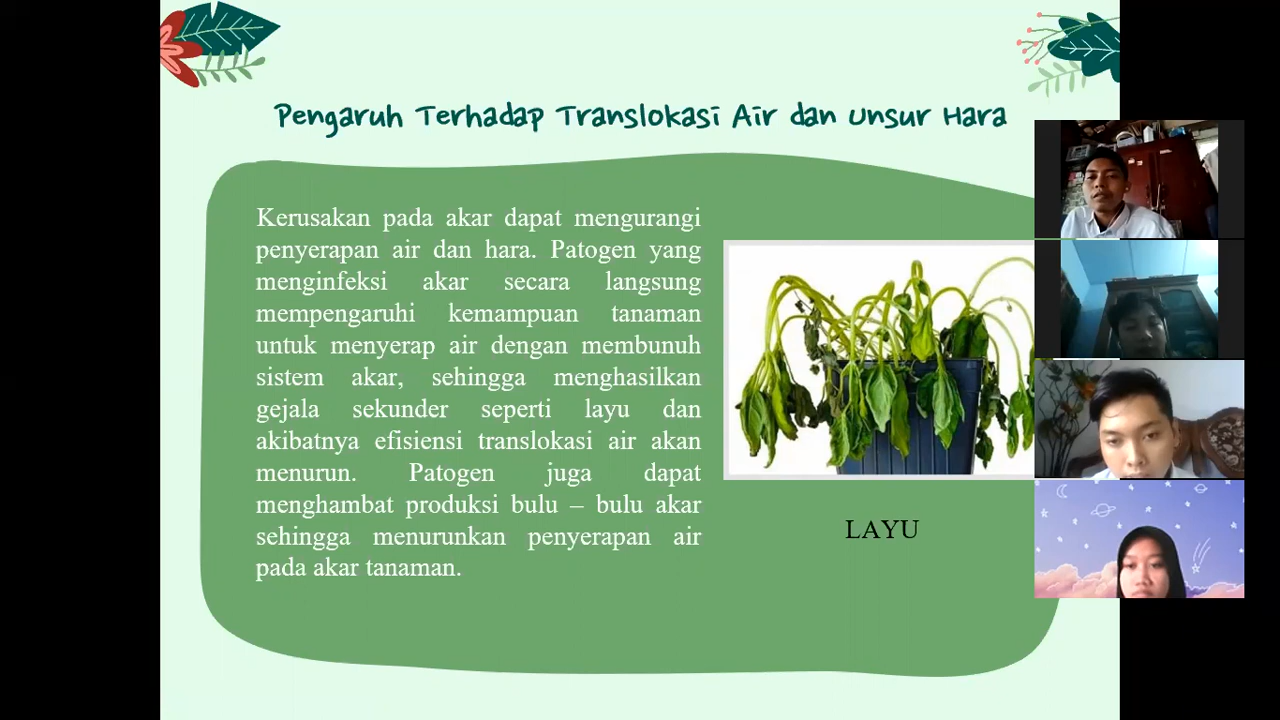 Pengaruh Terhadap Translokasi Air dan Unsur Hara
Kerusakan pada akar dapat mengurangi
penyerapan air dan hara. Patogen yang
menginfeksi akar secara langsung
mempengaruhi kemampuan tanaman
untuk menyerap air dengan membunuh
sistem akar, sehingga menghasilkan
gejala sekunder seperti layu dan
akibatnya efisiensi translokasi air akan
menurun. Patogen juga dapat
menghambat produksi bulu – bulu akar
sehingga menurunkan penyerapan air
pada akar tanaman.
LAYU